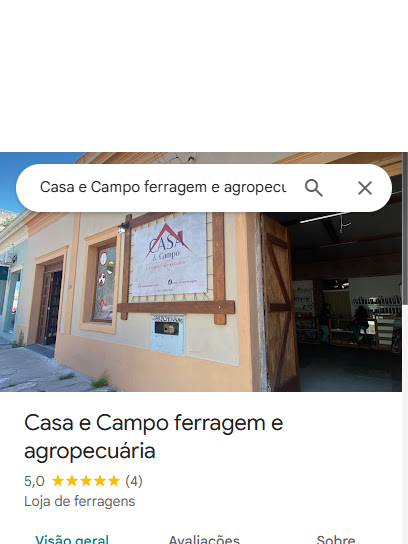 Casa e Campo ferragem e agropecu
CASA
& Campo
Casa e Campo ferragem e
agropecuária
5,0 (4)
Loja de ferragens
Visão geral Avaliações Sobre